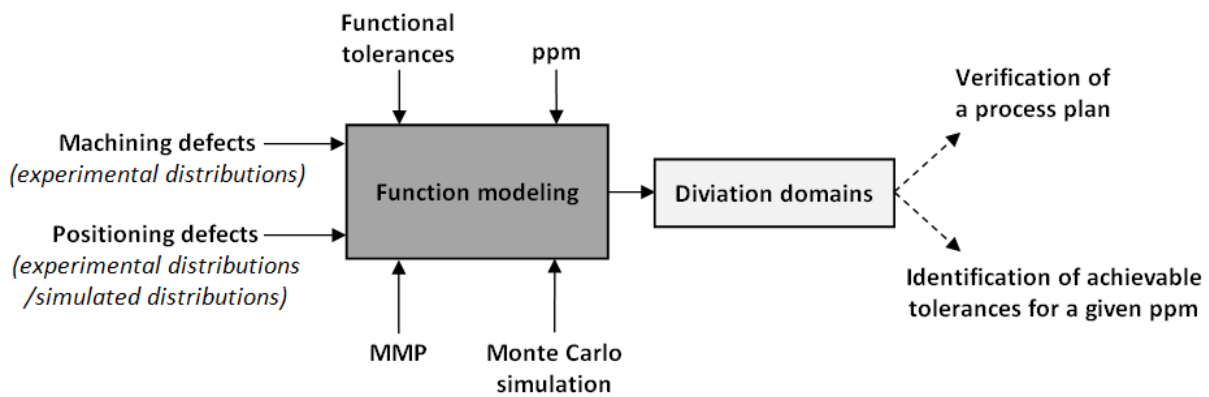 Functional
tolerances
ppm
Machining defects
(experimental distributions)
Positioning defects
(experimental distributions
/simulated distributions)
Function modeling
MMP
Monte Carlo
simulation
Diviation domains
Verification of
a process plan
Identification of achievable
tolerances for a given ppm